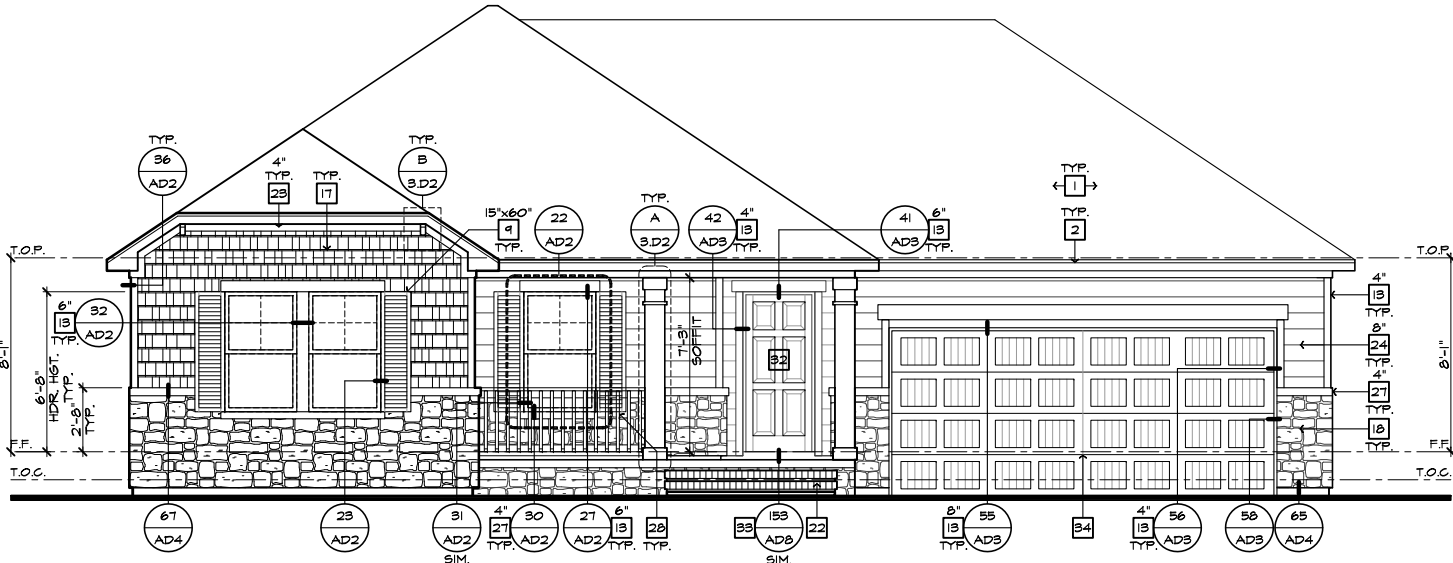 TYP.
36
AD2
4"
TYP.
23
TYP.
17
TYP.
B
3.D2
15"x60"
9
TYP.
22
AD2
TYP.
A
3.D2
42
AD3
4"
13
TYP.
41
AD3
6"
13
TYP.
TYP.
1
TYP.
2
T.O.P.
T.O.P.
8'-1"
6'-8"
HDR. HGT.
TYP.
2'-8"
TYP.
6"
13
TYP.
32
AD2
7'-3"
SOFFIT
32
4"
13
TYP.
8"
24
TYP.
4"
27
TYP.
18
TYP.
8'-1"
F.F.
F.F.
T.O.C.
T.O.C.
67
AD4
23
AD2
31
AD2
SIM.
4"
27
TYP.
30
AD2
27
AD2
6"
13
TYP.
28
TYP.
33
153
AD8
SIM.
22
8"
13
TYP.
55
AD3
34
4"
13
TYP.
56
AD3
58
AD3
65
AD4